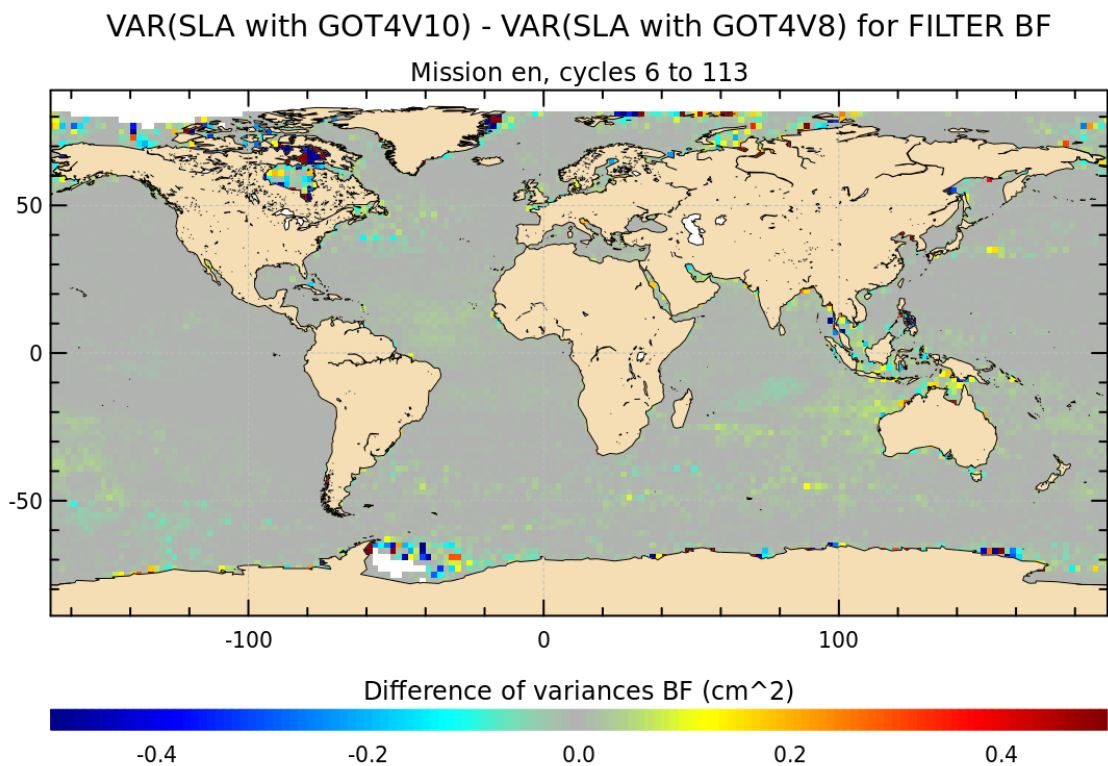 VAR(SLA with GOT4V10) - VAR(SLA with GOT4V8) for FILTER BF
Mission en, cycles 6 to 113
50
0
-50
-100 0 100
Difference of variances BF (cm^2)
-0.4 -0.2 0.0 0.2 0.4